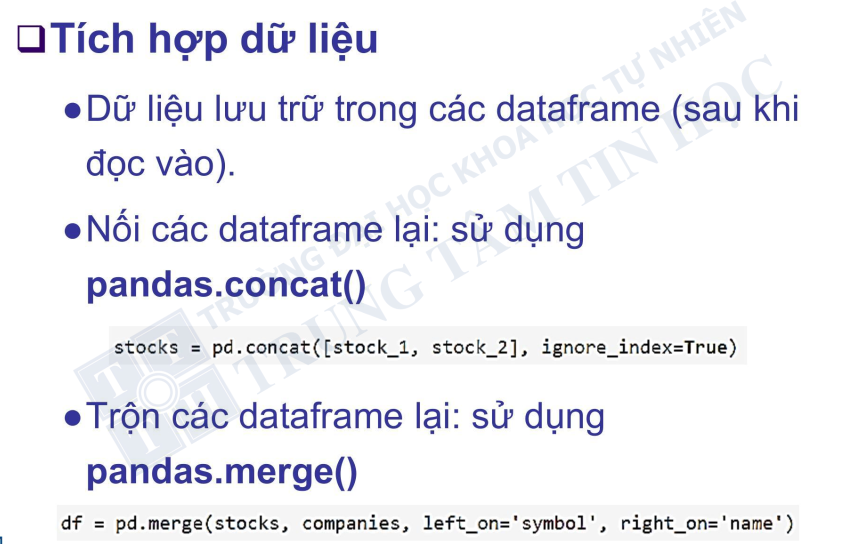 Tích hợp dữ liệu
Dữ liệu lưu trữ trong các dataframe (sau khi
đọc vào).
Nối các dataframe lại: sử dụng
pandas.concat()
stocks = pd.concat([stock_1, stock_2], ignore_index=True)
Trộn các dataframe lại: sử dụng
pandas.merge()
df = pd.merge(stocks, companies, left_on='symbol', right_on='name')
TRƯỜNG ĐẠI HỌC KHOA HỌC TỰ NHIÊN
TRUNG TÂM TIN HỌC